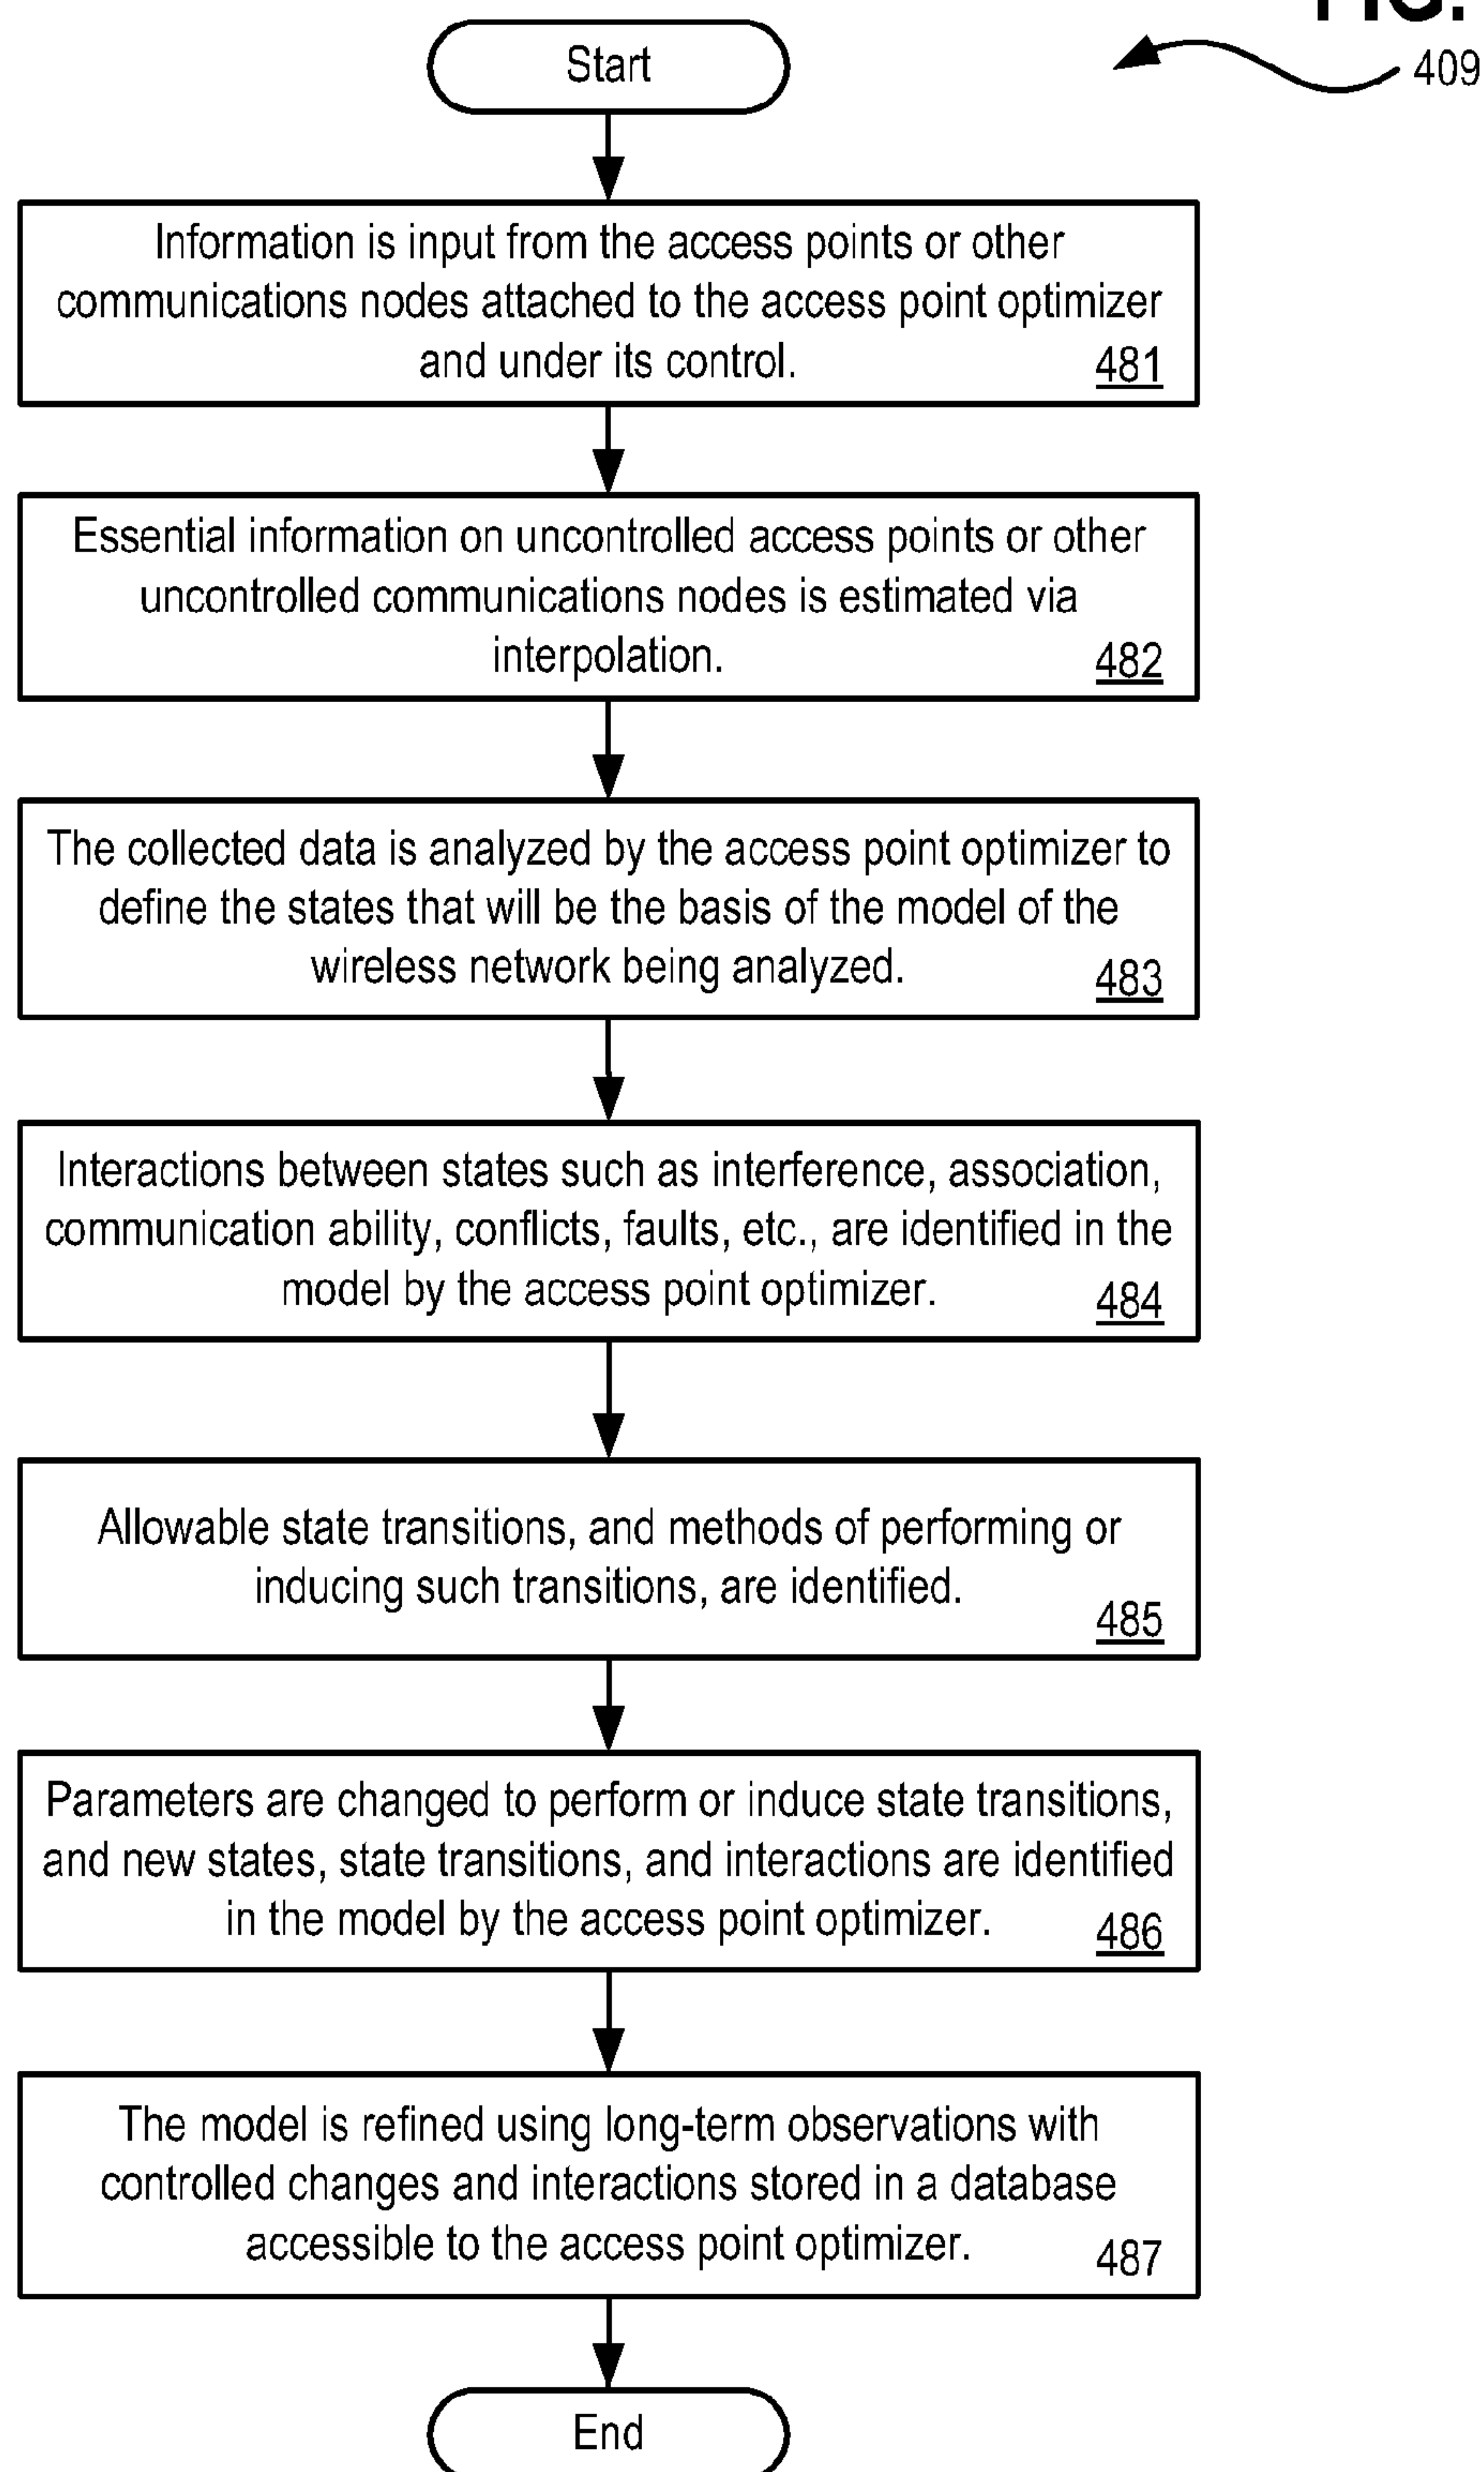 FIG.
409
Start
Information is input from the access points or other
communications nodes attached to the access point optimizer
and under its control.
481
Essential information on uncontrolled access points or other
uncontrolled communications nodes is estimated via
interpolation.
482
The collected data is analyzed by the access point optimizer to
define the states that will be the basis of the model of the
wireless network being analyzed.
483
Interactions between states such as interference, association,
communication ability, conflicts, faults, etc., are identified in the
model by the access point optimizer.
484
Allowable state transitions, and methods of performing or
inducing such transitions, are identified.
485
Parameters are changed to perform or induce state transitions,
and new states, state transitions, and interactions are identified
in the model by the access point optimizer.
486
The model is refined using long-term observations with
controlled changes and interactions stored in a database
accessible to the access point optimizer.
487
End